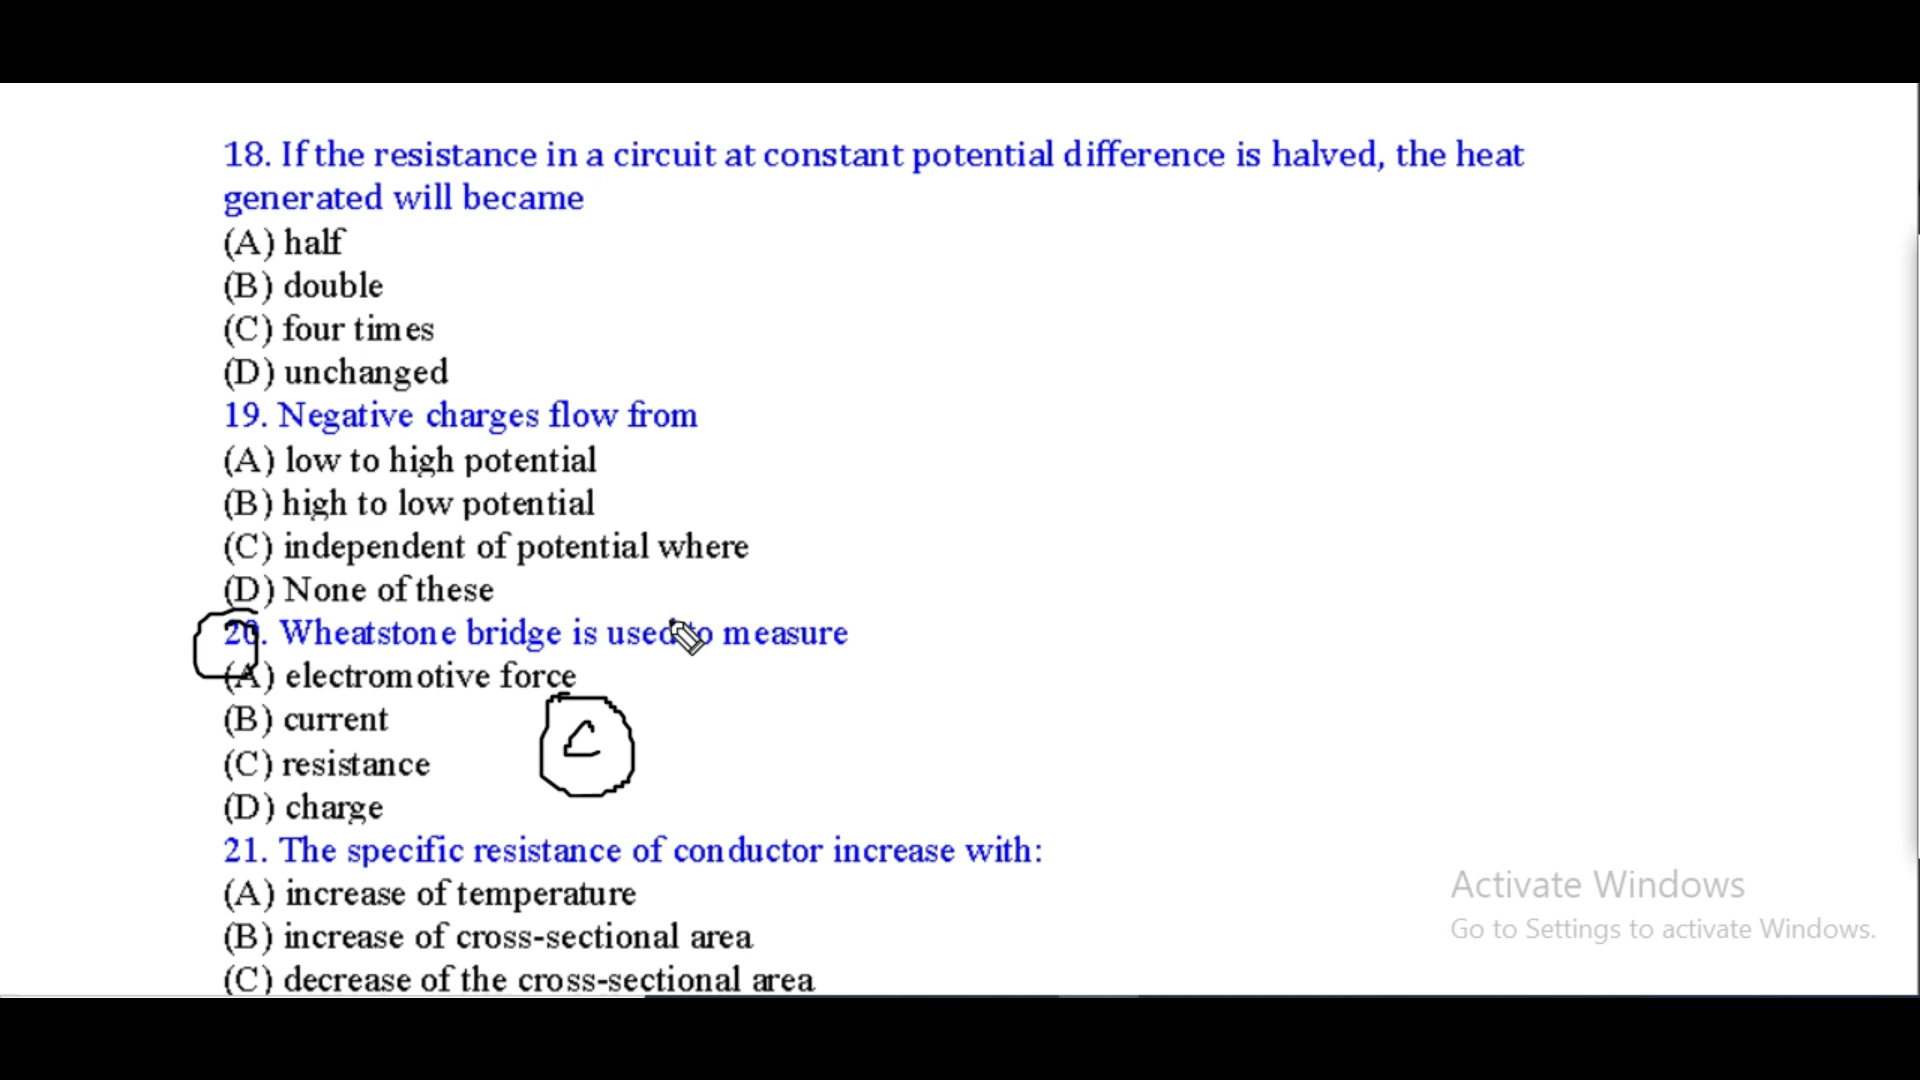 18. If the resistance in a circuit at constant potential difference is halved, the heat
generated will became
(A) half
(B) double
(C) four times
(D) unchanged
19. Negative charges flow from
(A) low to high potential
(B) high to low potential
(C) independent of potential where
(D) None of these
20. Wheatstone bridge is used to measure
(A) electromotive force
(B) current
C
(C) resistance
(D) charge
21. The specific resistance of conductor increase with:
(A) increase of temperature
(B) increase of cross-sectional area
(C) decrease of the cross-sectional area
Activate Windows
Go to Settings to activate Windows.